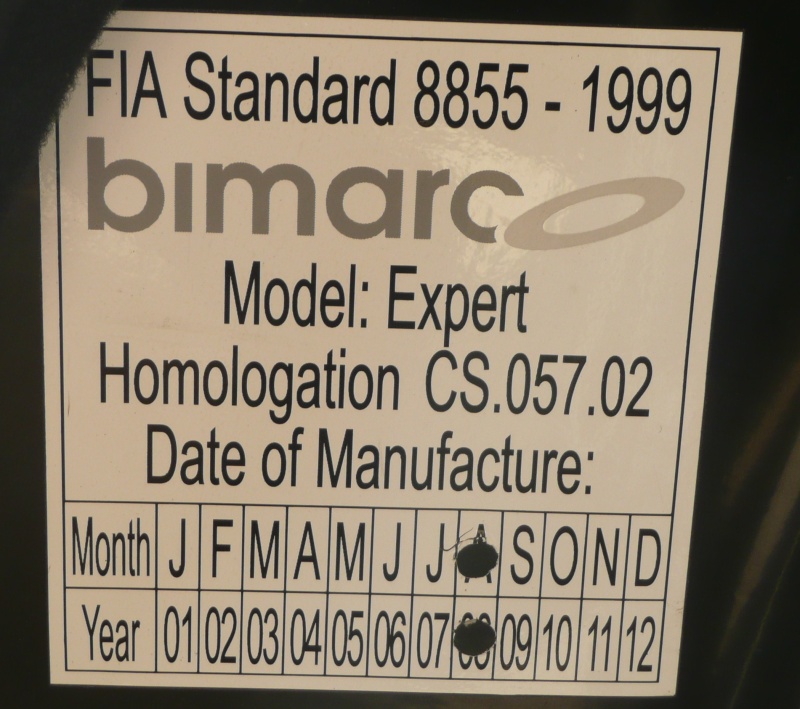 FIA Standard 8855 - 1999
bimarco
Model: Expert
Homologation CS.057.02
Date of Manufacture:
Month J F M A M J J A S O N D
Year 01 02 03 04 05 06 07 08 09 10 11 12